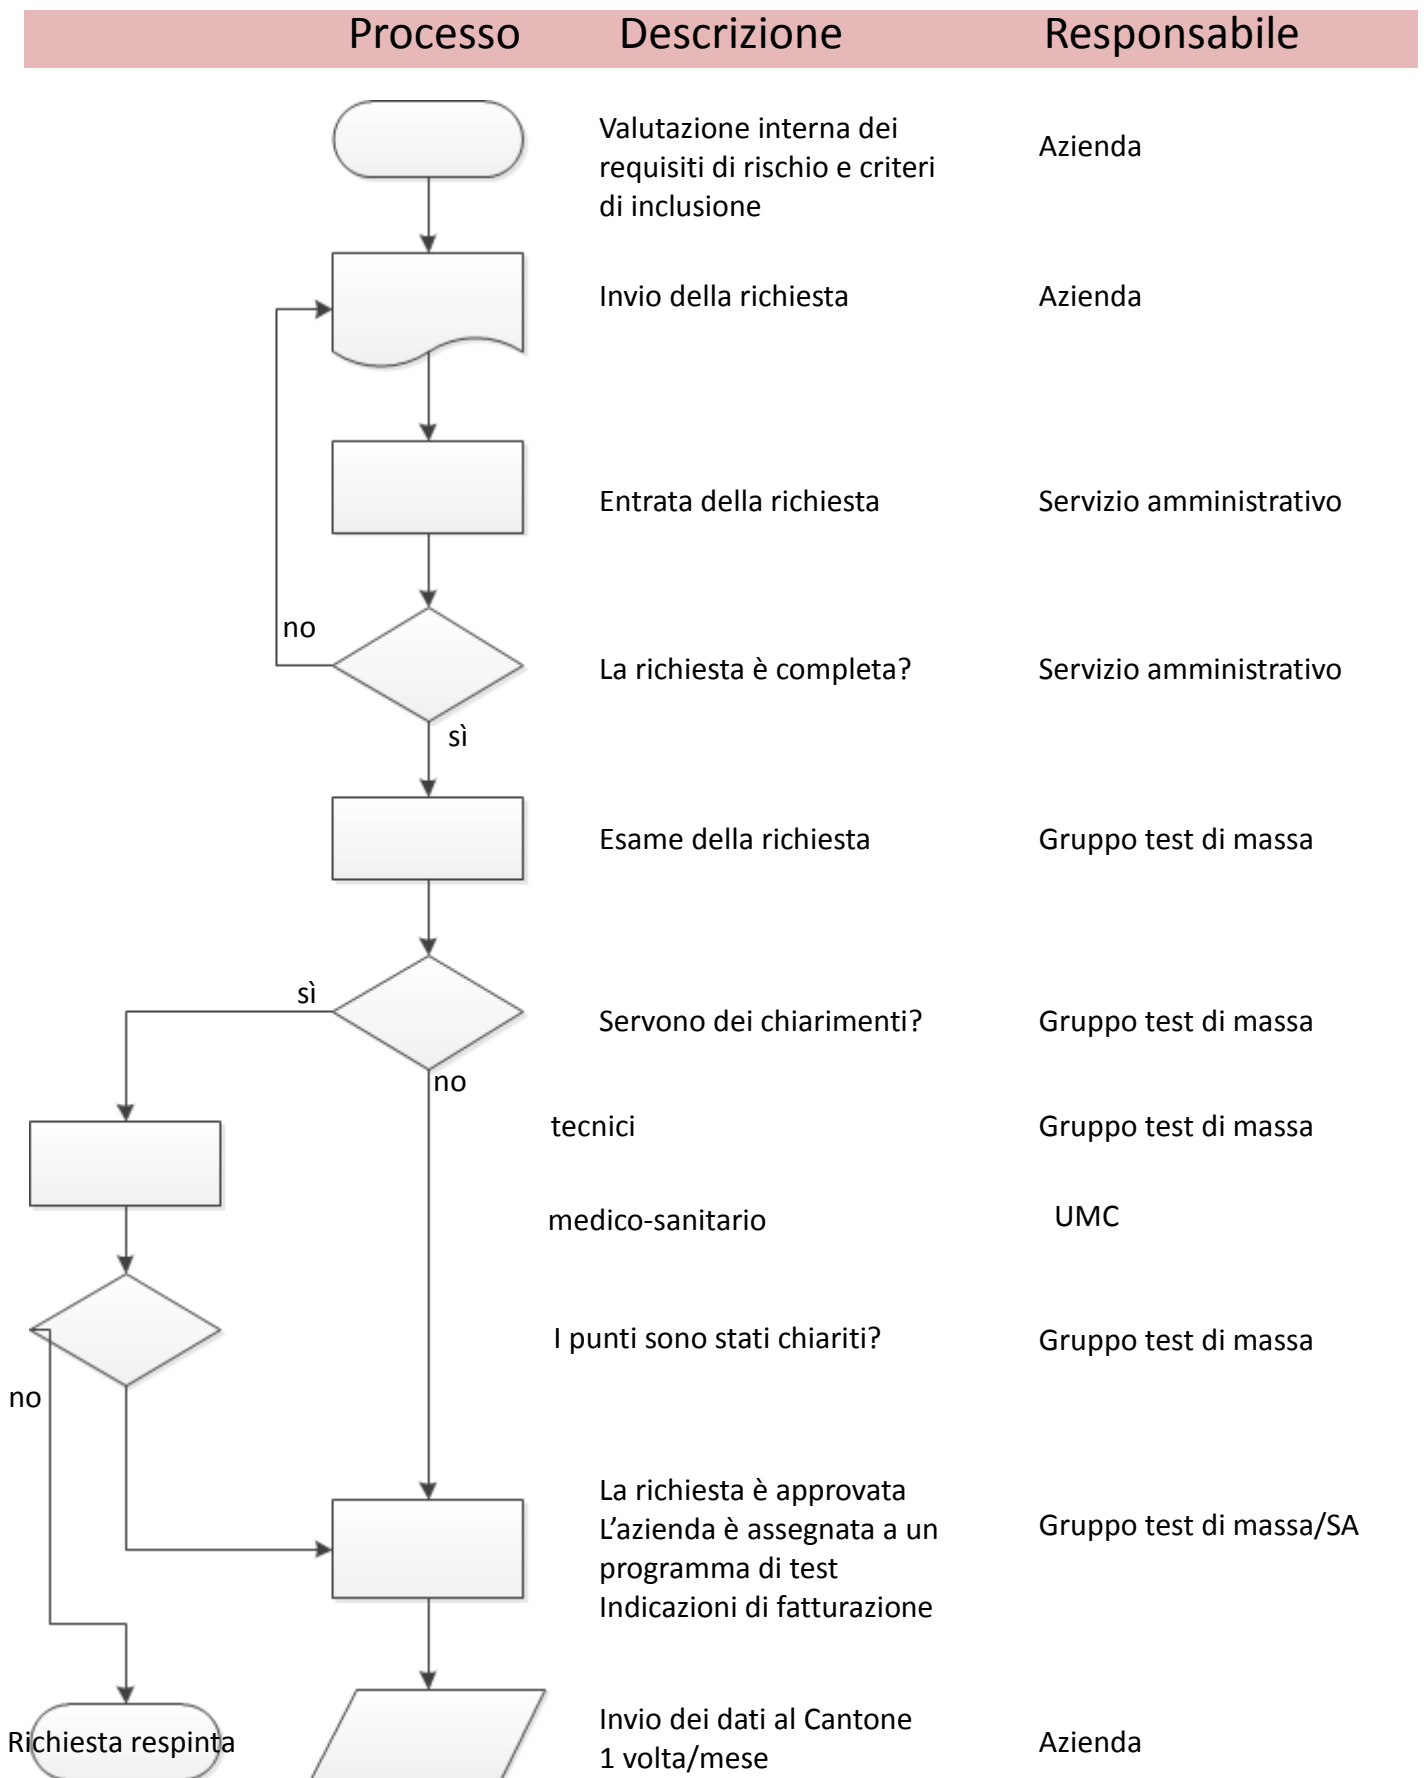 Processo Descrizione Responsabile
Valutazione interna dei
requisiti di rischio e criteri
di inclusione
Azienda
Invio della richiesta Azienda
Entrata della richiesta Servizio amministrativo
no
La richiesta è completa? Servizio amministrativo
sì
Esame della richiesta Gruppo test di massa
sì
Servono dei chiarimenti? Gruppo test di massa
no
tecnici Gruppo test di massa
medico-sanitario UMC
I punti sono stati chiariti? Gruppo test di massa
no
La richiesta è approvata
L’azienda è assegnata a un
programma di test
Indicazioni di fatturazione
Gruppo test di massa/SA
Richiesta respinta
Invio dei dati al Cantone
1 volta/mese
Azienda